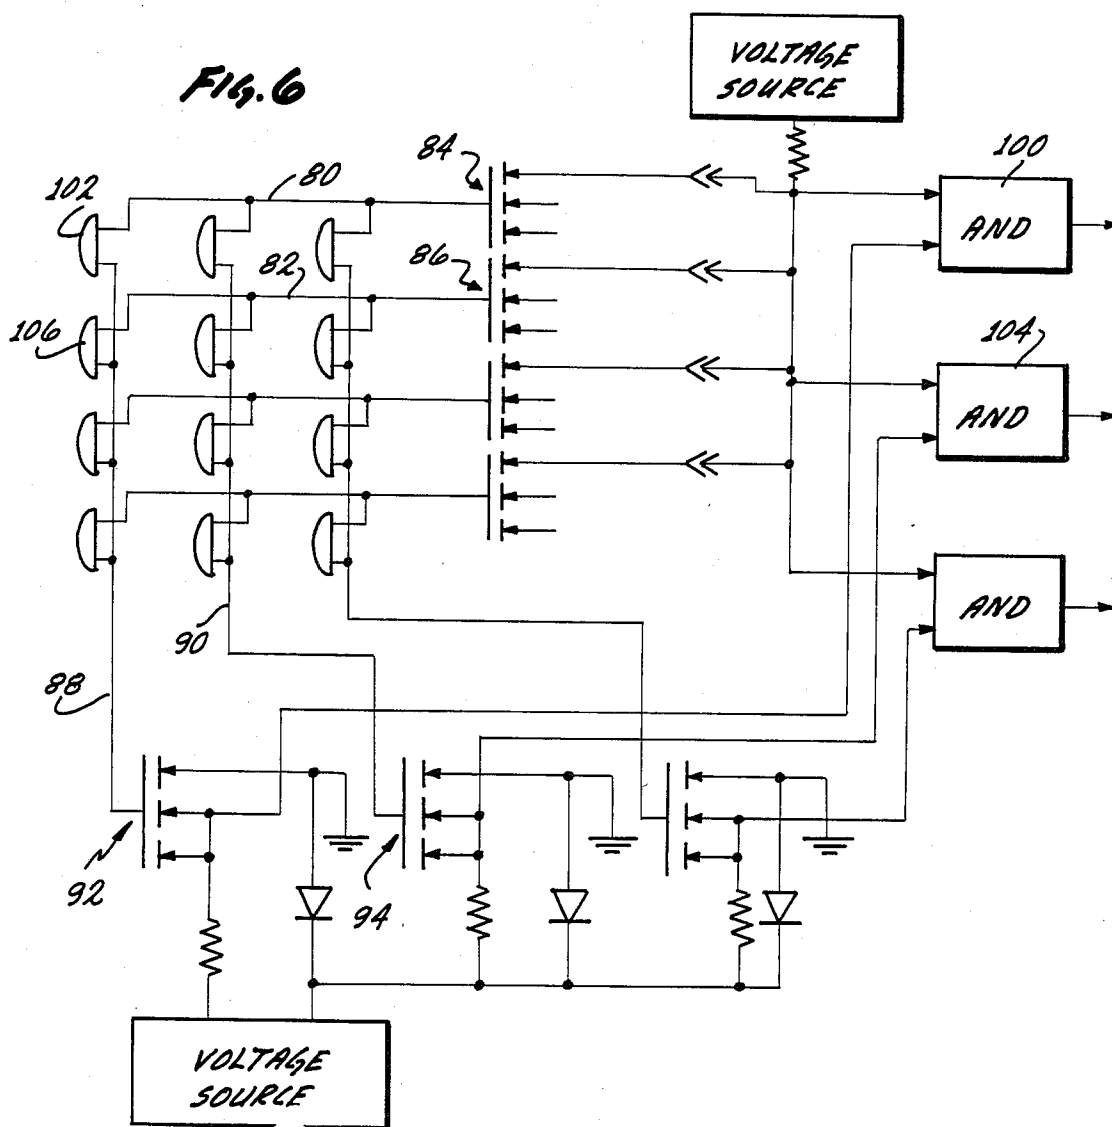 FIG. 6
VOLTAGE
SOURCE
84
80
102
100
AND
86
82
106
104
AND
AND
90
88
92
94
VOLTAGE
SOURCE